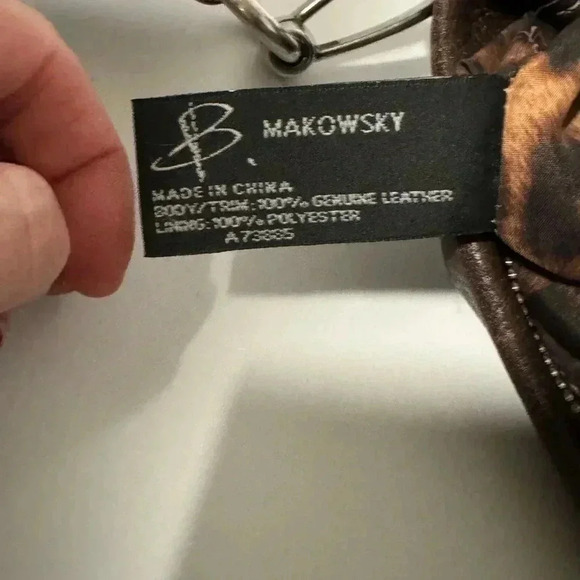 B. MAKOWSKY
MADE IN CHINA
BODY/TRIM:100% GENUINE LEATHER
LINING:100% POLYESTER
A73885